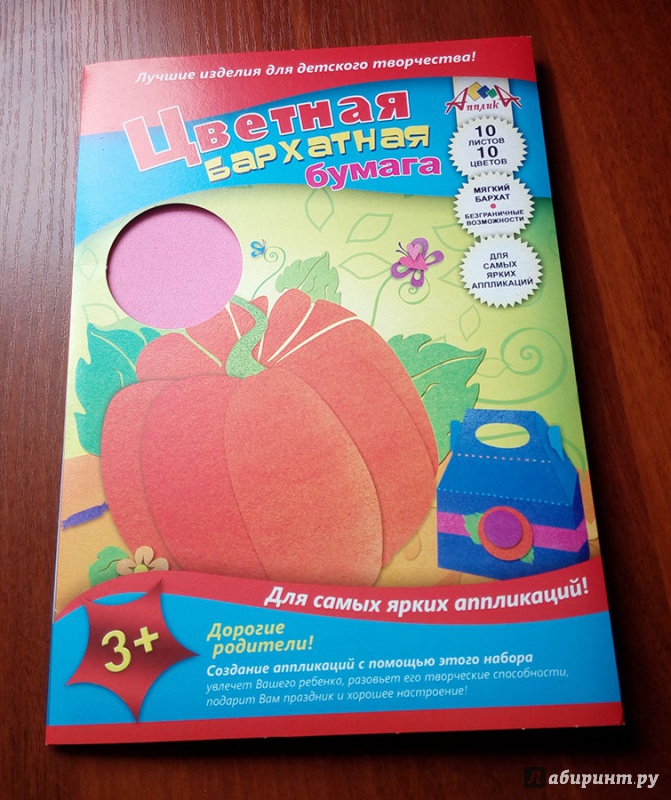 Лучшие изделия для детского творчества!
Цветная
бархатная
бумага
АппликА
10
ЛИСТОВ
10
ЦВЕТОВ
МЯГКИЙ
БАРХАТ
•
БЕЗГРАНИЧНЫЕ
ВОЗМОЖНОСТИ
ДЛЯ
САМЫХ
ЯРКИХ
АППЛИКАЦИЙ
Для самых ярких аппликаций!
3+
Дорогие
родители!
Создание аппликаций с помощью этого набора
увлечет Вашего ребенка, разовьет его творческие способности,
подарит Вам праздник и хорошее настроение!
Лабиринт.ру